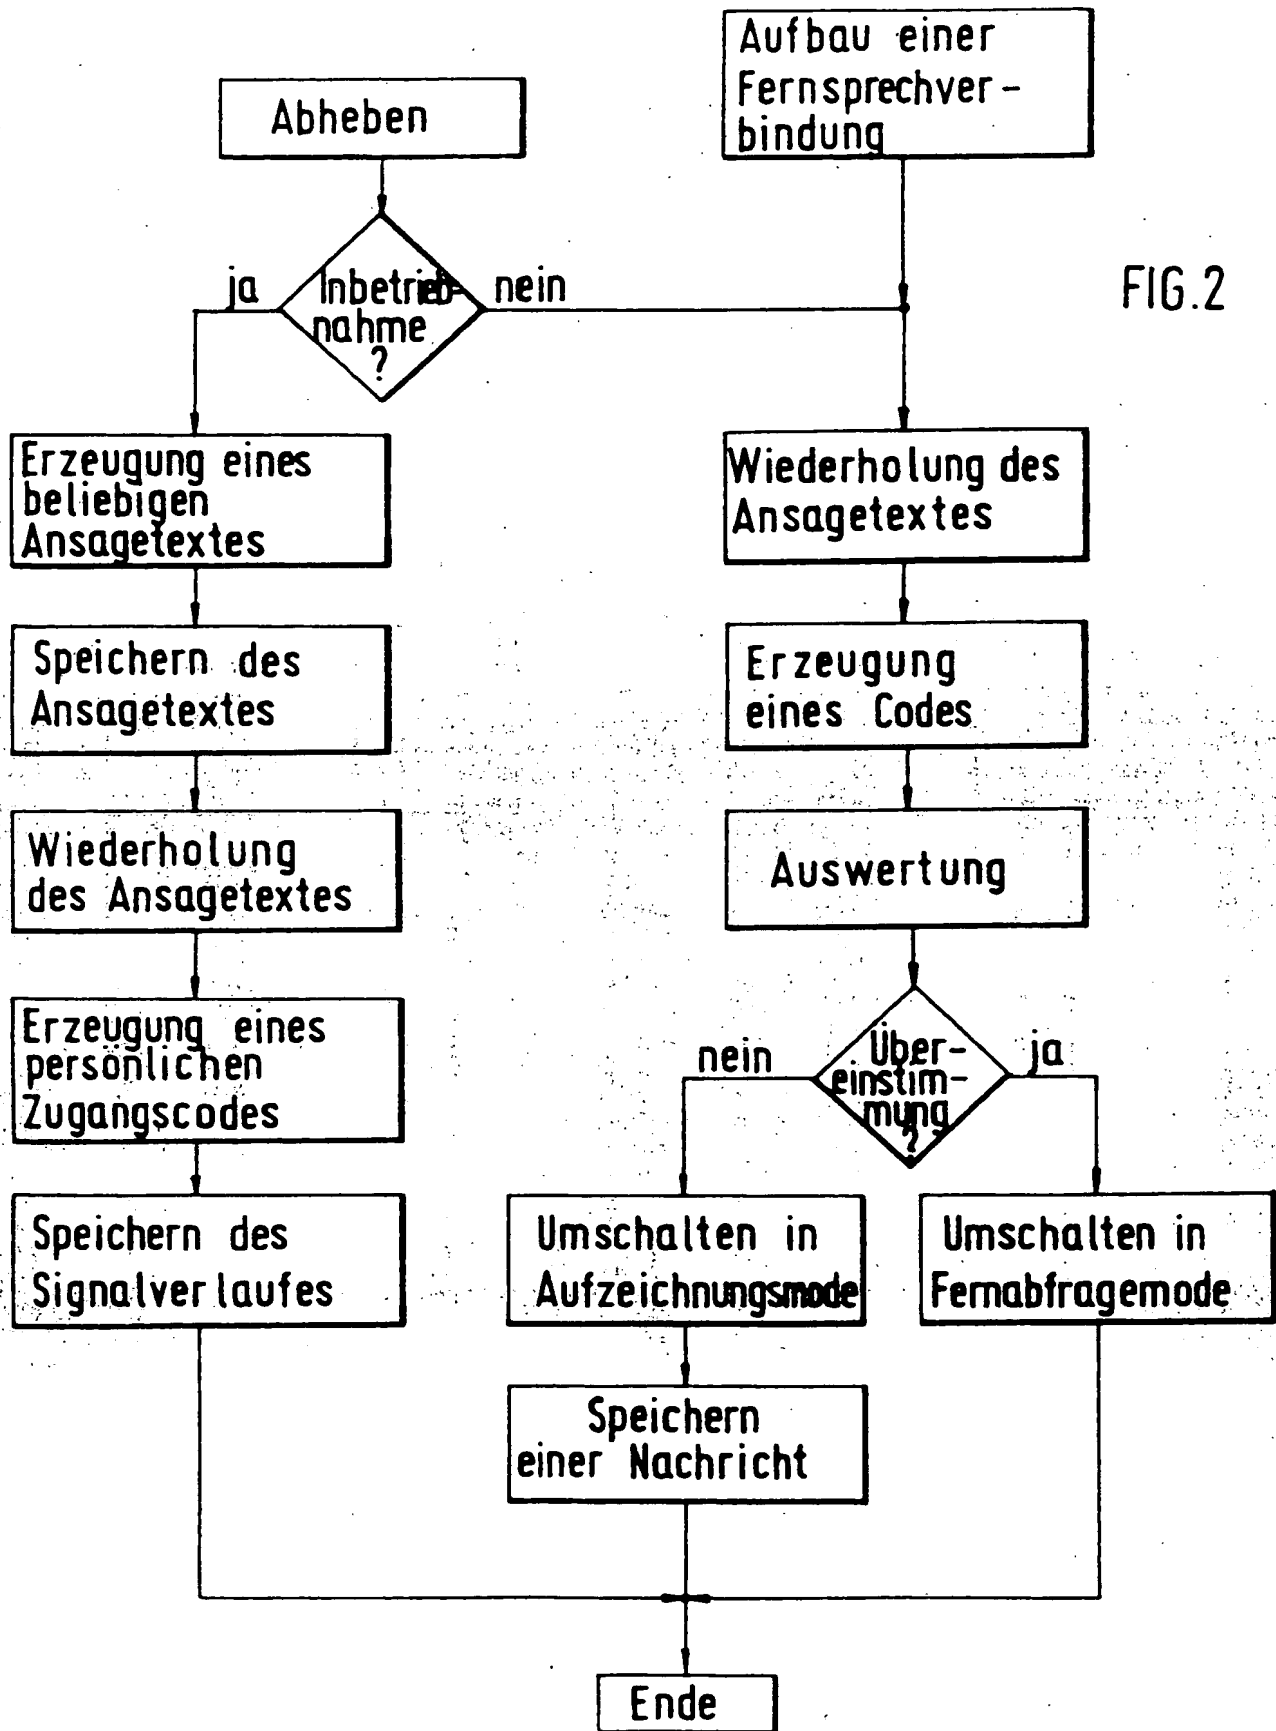 Aufbau einer
Fernsprechver-
bindung
Abheben
FIG.2
ja
Inbetrieb-
nahme
?
nein
Erzeugung eines
beliebigen
Ansagetextes
Wiederholung des
Ansagetextes
Speichern des
Ansagetextes
Erzeugung
eines Codes
Wiederholung
des Ansagetextes
Auswertung
Erzeugung eines
persönlichen
Zugangscodes
nein
Über-
einstim-
mung
?
ja
Speichern des
Signalverlaufes
Umschalten in
Aufzeichnungsmode
Umschalten in
Fernabfragemode
Speichern
einer Nachricht
Ende